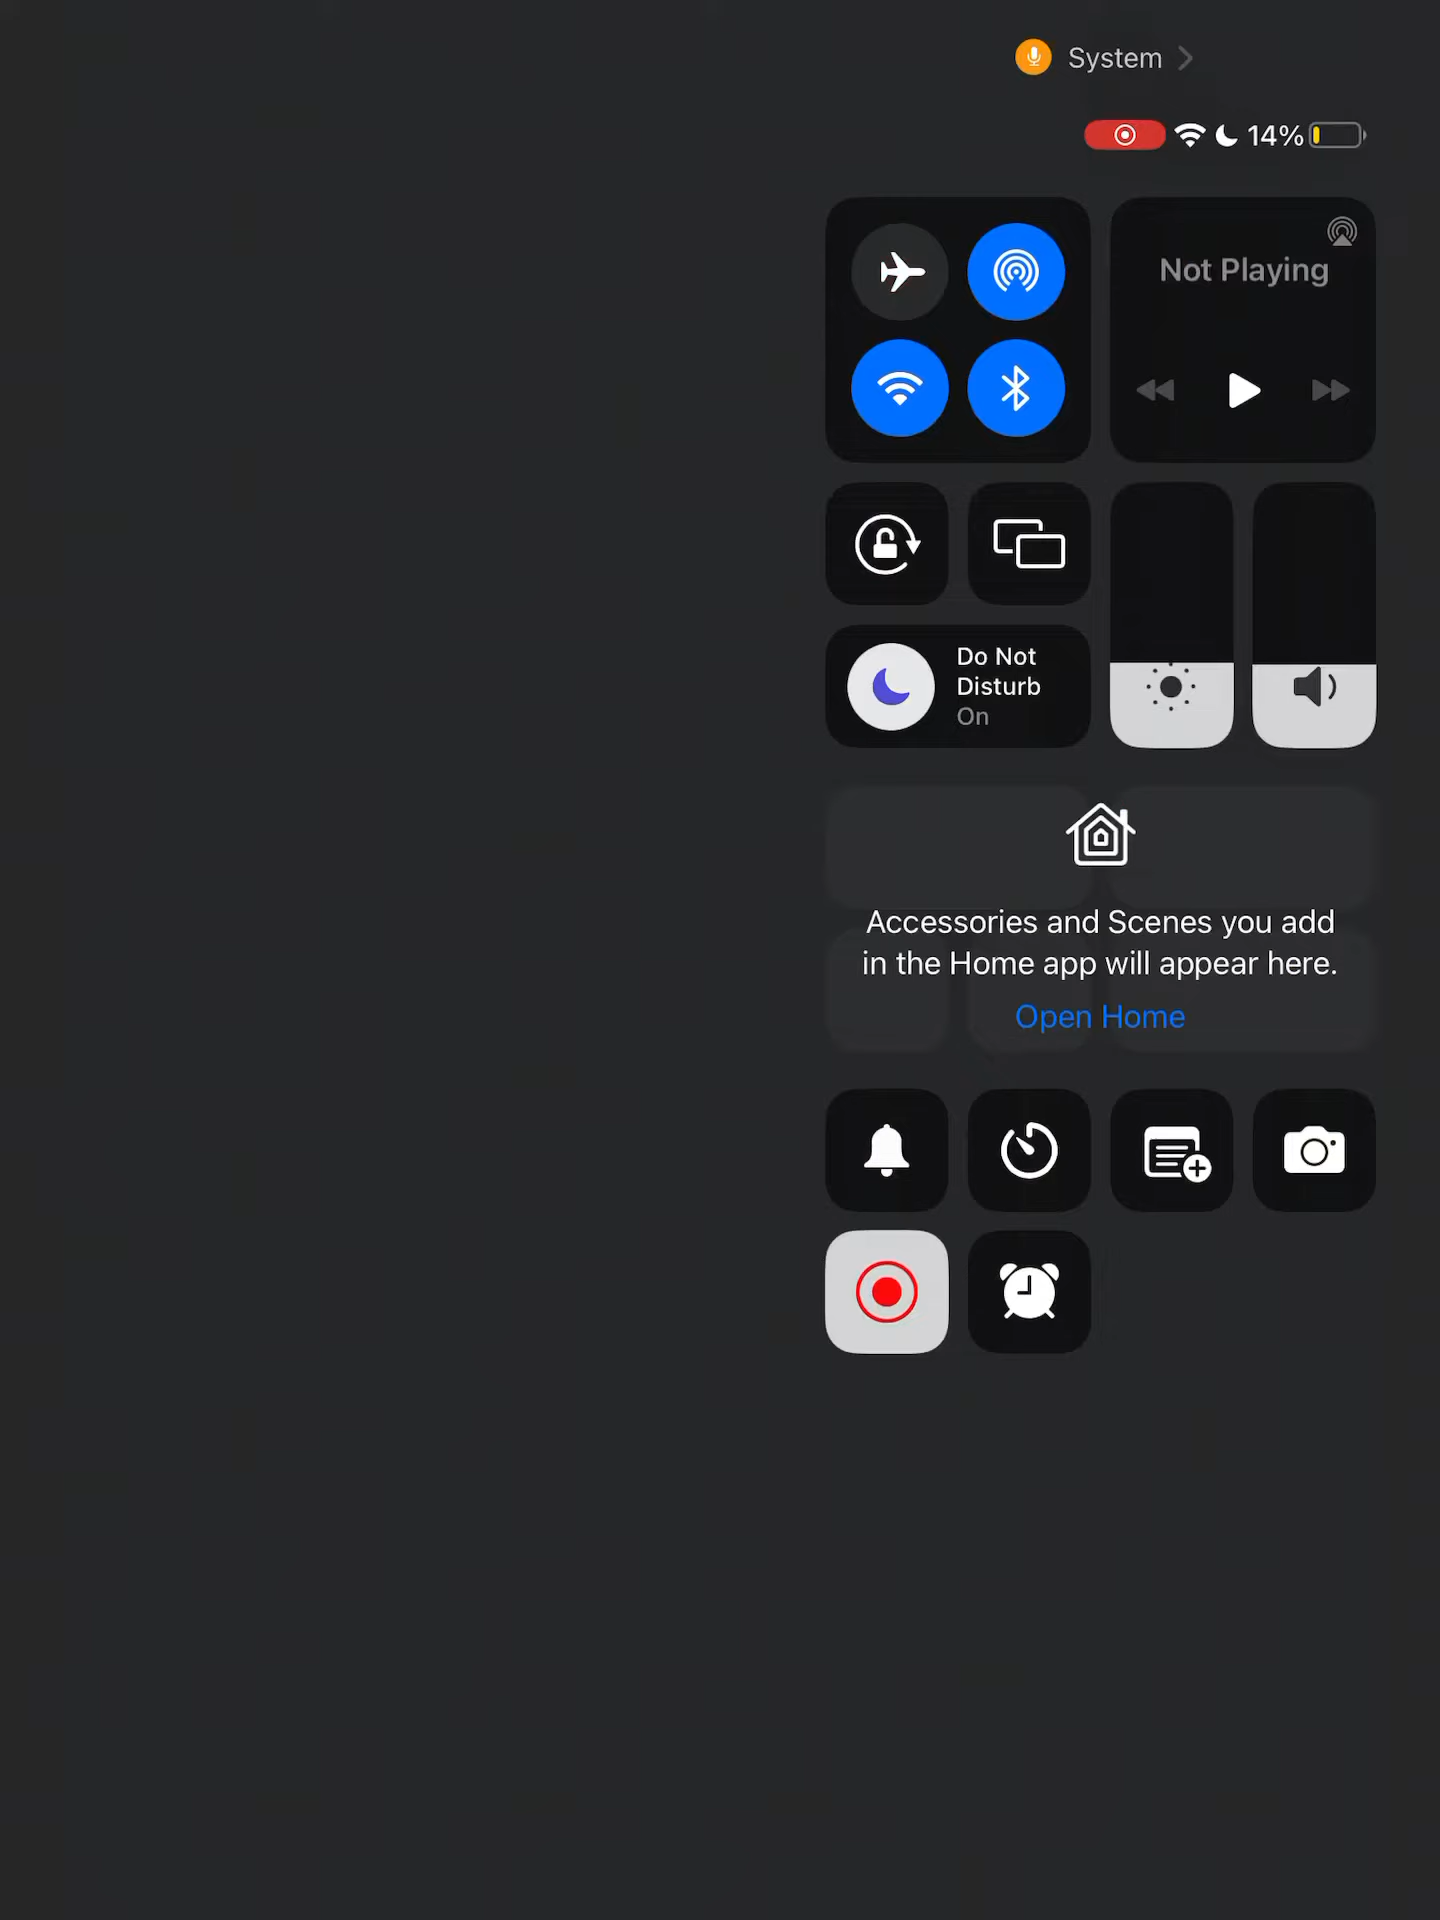 System
14%
Not Playing
Do Not
Disturb
On
Accessories and Scenes you add
in the Home app will appear here.
Open Home